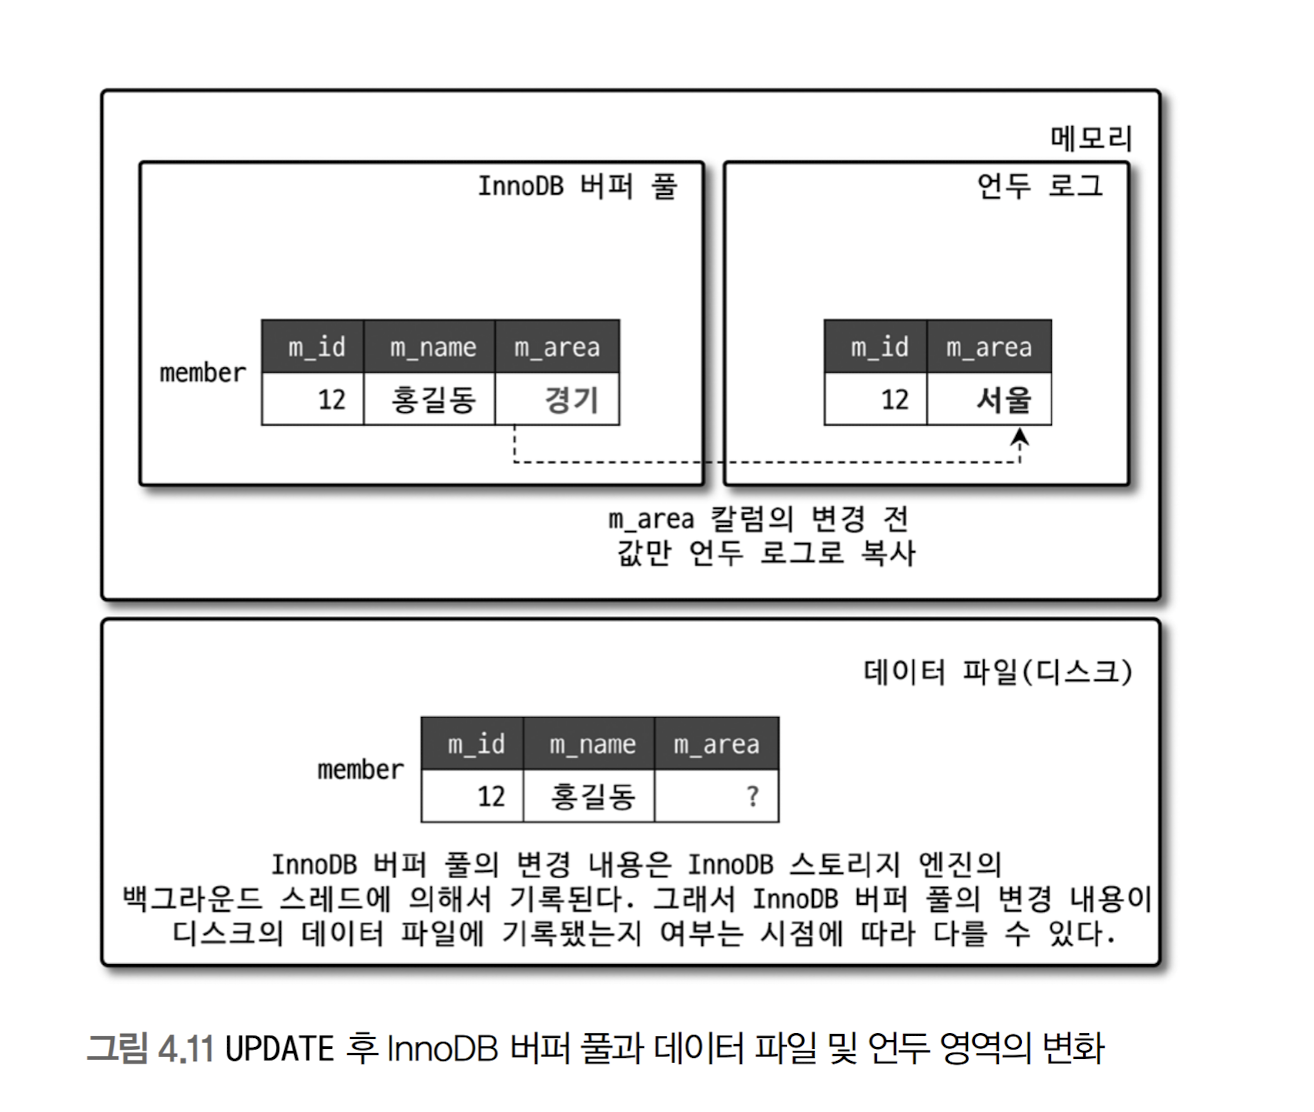 메모리
InnoDB 버퍼 풀
언두 로그
m_id m_name m_area
member
12 홍길동 경기
m_id m_area
12 서울
m_area 칼럼의 변경 전
값만 언두 로그로 복사
데이터 파일(디스크)
m_id m_name m_area
member
12 홍길동 ?
InnoDB 버퍼 풀의 변경 내용은 InnoDB 스토리지 엔진의
백그라운드 스레드에 의해서 기록된다. 그래서 InnoDB 버퍼 풀의 변경 내용이
디스크의 데이터 파일에 기록됐는지 여부는 시점에 따라 다를 수 있다.
그림 4.11 UPDATE 후 InnoDB 버퍼 풀과 데이터 파일 및 언두 영역의 변화